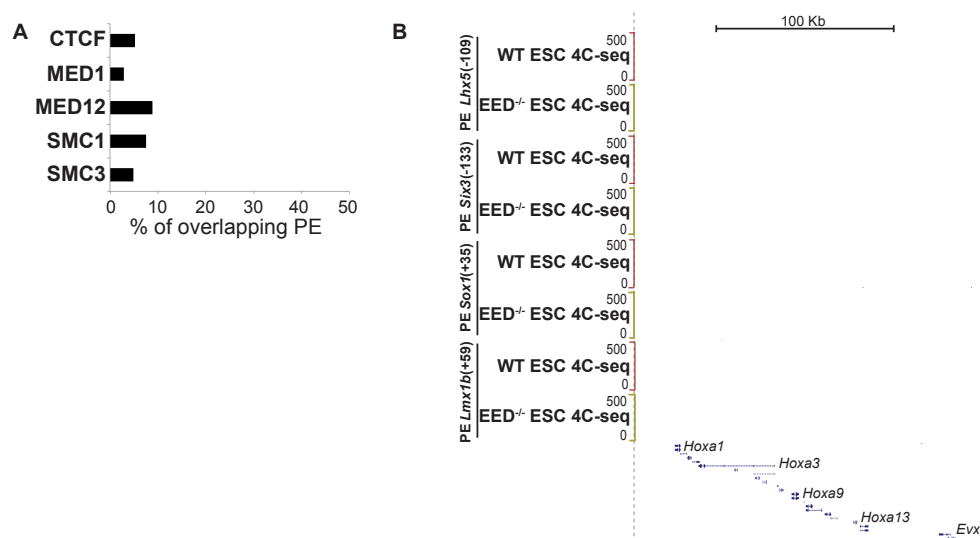 A
CTCF
MED1
MED12
SMC1
SMC3
0 10 20 30 40 50
% of overlapping PE
B
100 Kb
PE Lhx5(-109)
500
WT ESC 4C-seq
0
500
EED-/- ESC 4C-seq
0
PE Six3(-133)
500
WT ESC 4C-seq
0
500
EED-/- ESC 4C-seq
0
PE Sox1(+35)
500
WT ESC 4C-seq
0
500
EED-/- ESC 4C-seq
0
PE Lmx1b(+59)
500
WT ESC 4C-seq
0
500
EED-/- ESC 4C-seq
0
Hoxa1
Hoxa3
Hoxa9
Hoxa13
Evx